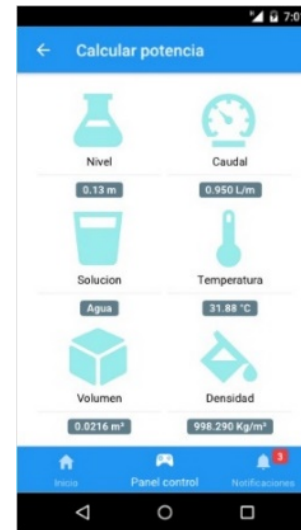 7:0
Calcular potencia
Nivel Caudal
0.13 m 0.950 L/m
Solucion Temperatura
Agua 31.88 °C
Volumen Densidad
0.0216 m³ 998.290 Kg/m³
3
Inicio Panel control Notificaciones